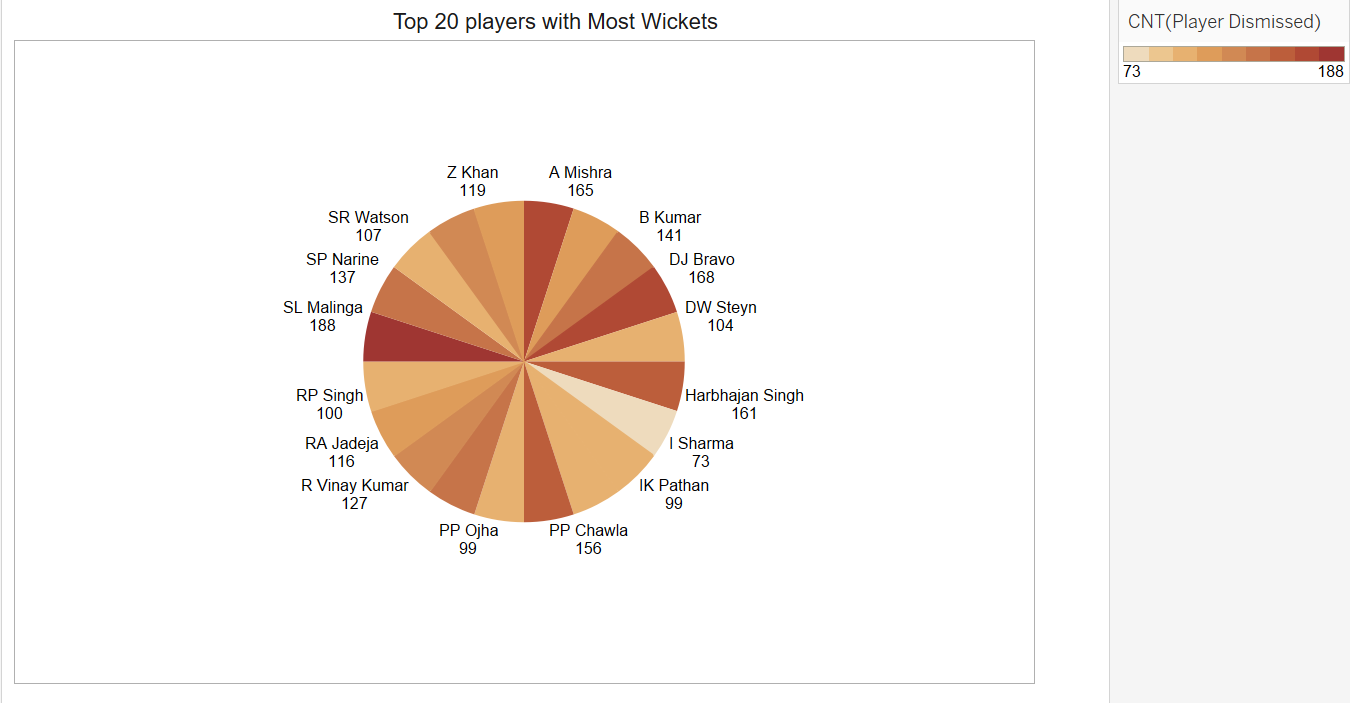 Top 20 players with Most Wickets
CNT(Player Dismissed)
73 188
Z Khan
119
A Mishra
165
SR Watson
107
B Kumar
141
SP Narine
137
DJ Bravo
168
SL Malinga
188
DW Steyn
104
RP Singh
100
Harbhajan Singh
161
RA Jadeja
116
I Sharma
73
R Vinay Kumar
127
IK Pathan
99
PP Ojha
99
PP Chawla
156